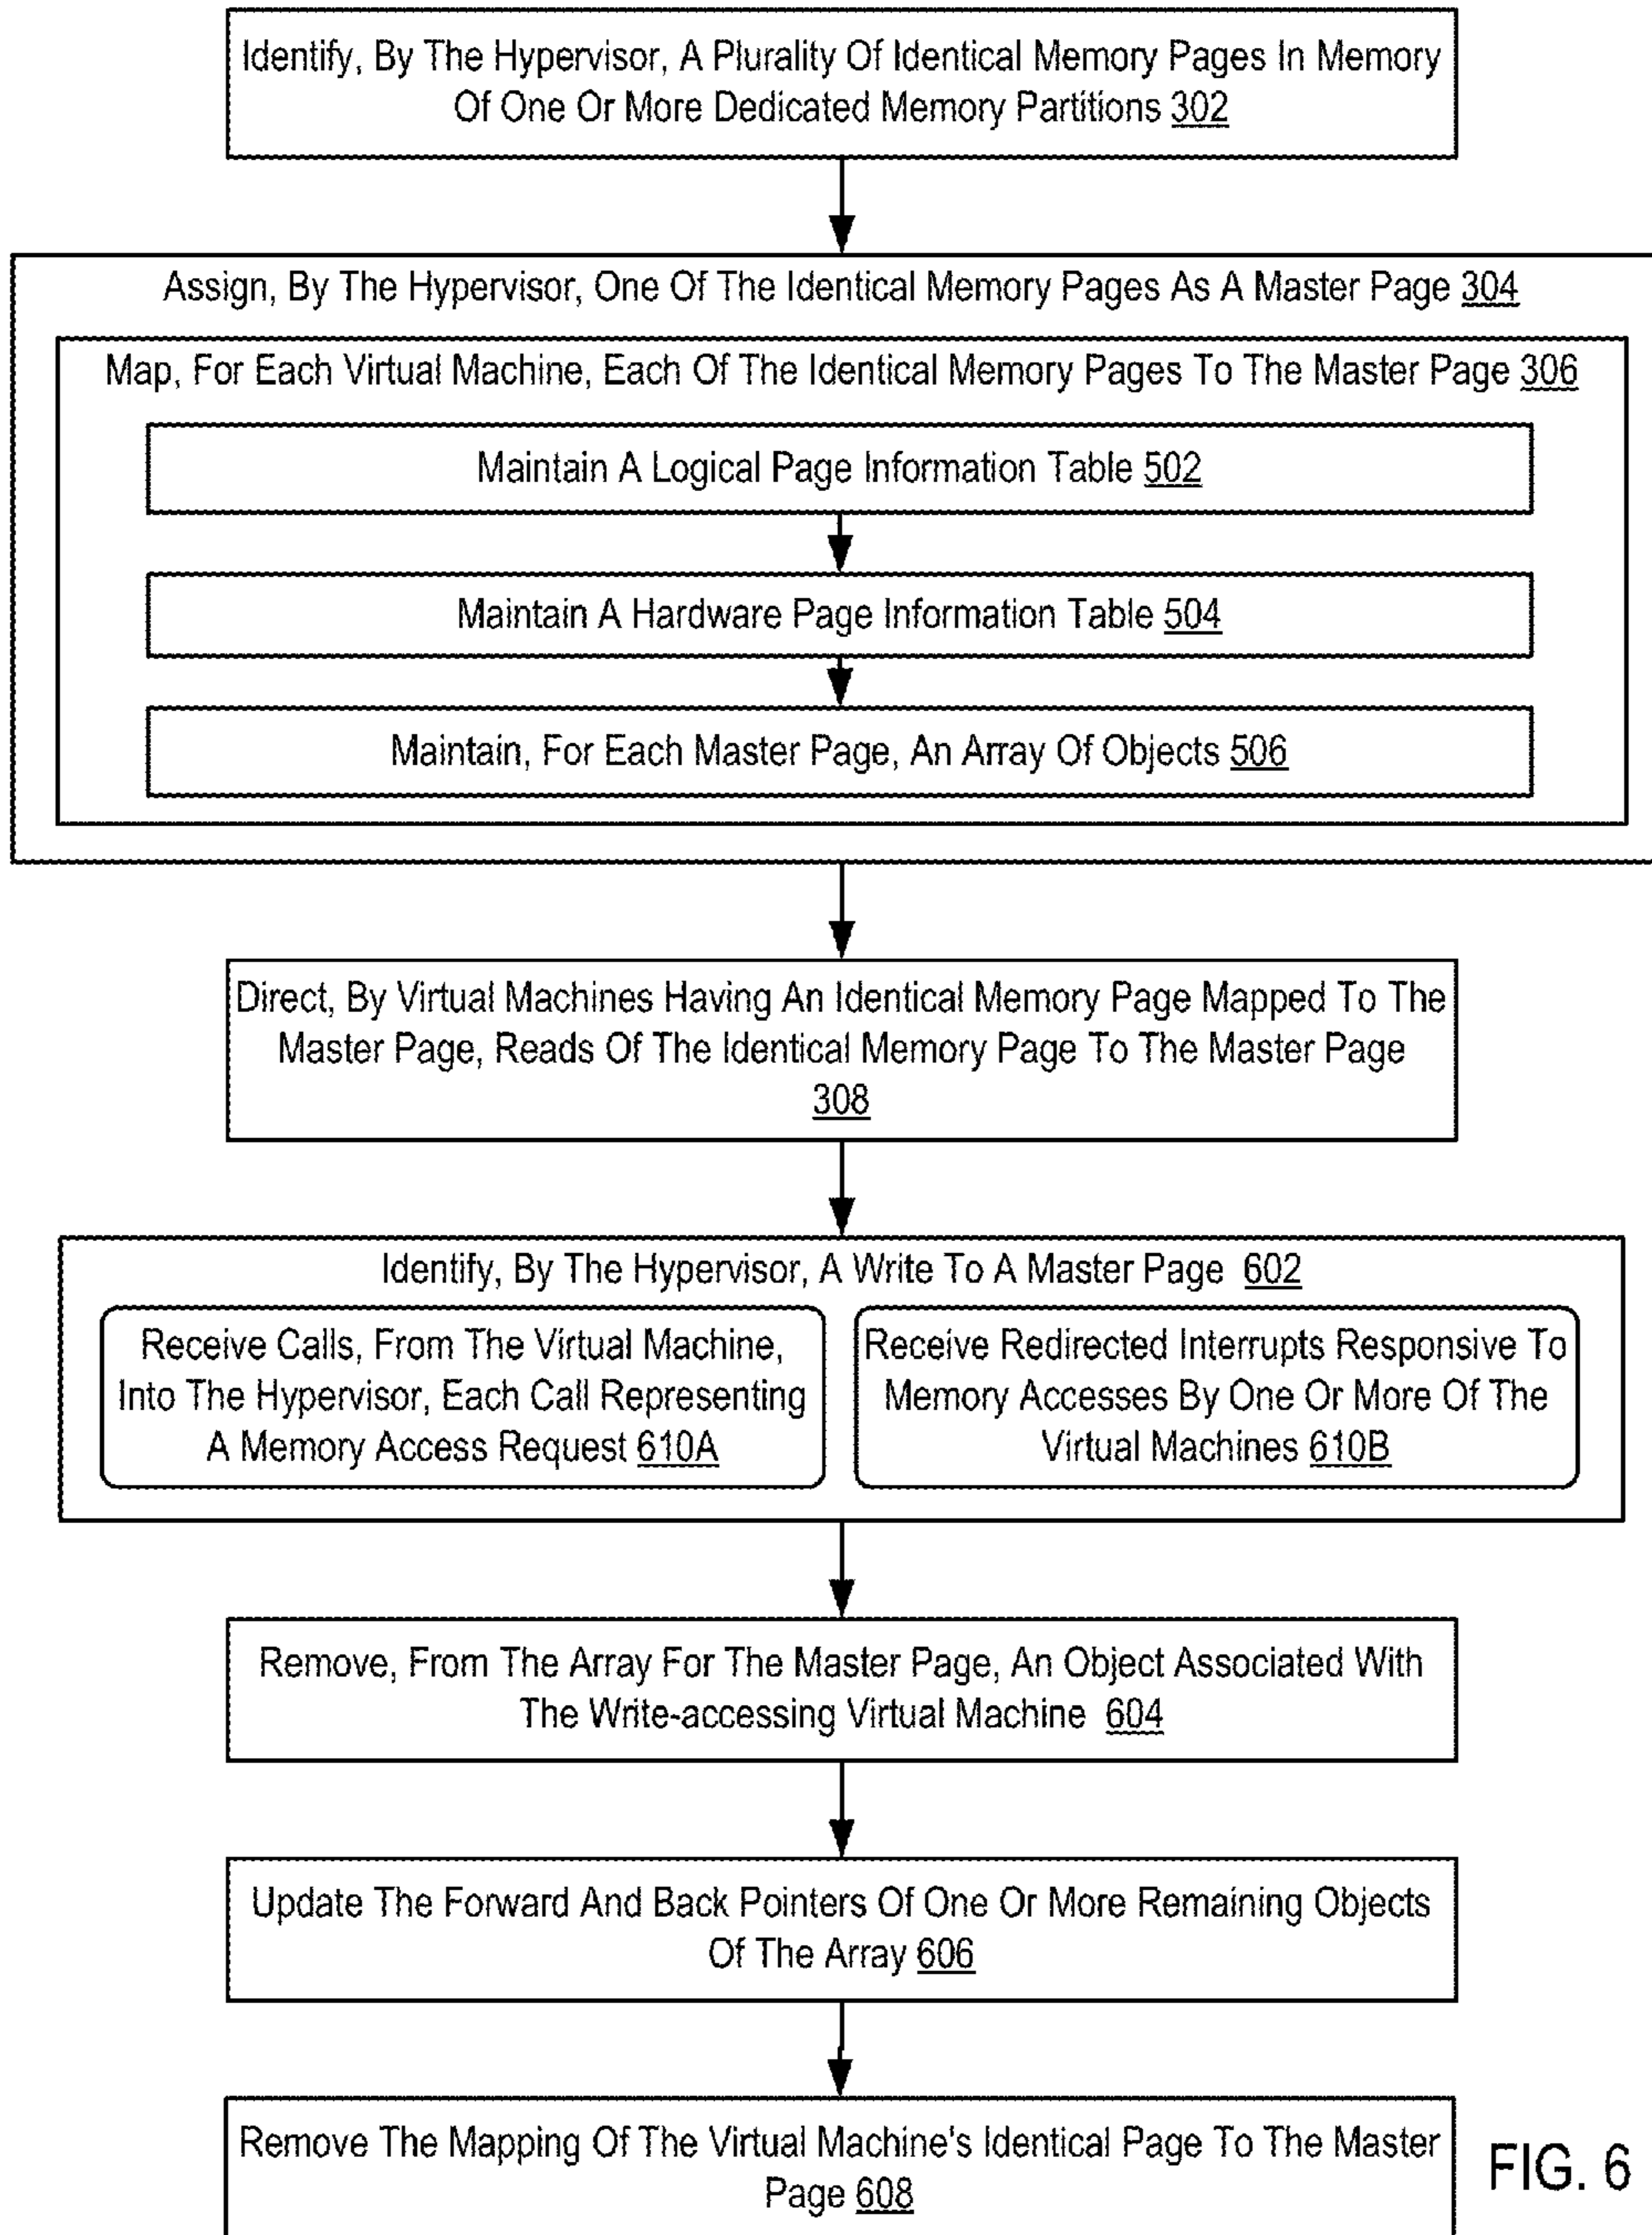 Identify, By The Hypervisor, A Plurality Of Identical Memory Pages In Memory
Of One Or More Dedicated Memory Partitions 302
Assign, By The Hypervisor, One Of The Identical Memory Pages As A Master Page 304
Map, For Each Virtual Machine, Each Of The Identical Memory Pages To The Master Page 306
Maintain A Logical Page Information Table 502
Maintain A Hardware Page Information Table 504
Maintain, For Each Master Page, An Array Of Objects 506
Direct, By Virtual Machines Having An Identical Memory Page Mapped To The
Master Page, Reads Of The Identical Memory Page To The Master Page
308
Identify, By The Hypervisor, A Write To A Master Page 602
Receive Calls, From The Virtual Machine,
Into The Hypervisor, Each Call Representing
A Memory Access Request 610A
Receive Redirected Interrupts Responsive To
Memory Accesses By One Or More Of The
Virtual Machines 610B
Remove, From The Array For The Master Page, An Object Associated With
The Write-accessing Virtual Machine 604
Update The Forward And Back Pointers Of One Or More Remaining Objects
Of The Array 606
Remove The Mapping Of The Virtual Machine's Identical Page To The Master
Page 608
FIG. 6